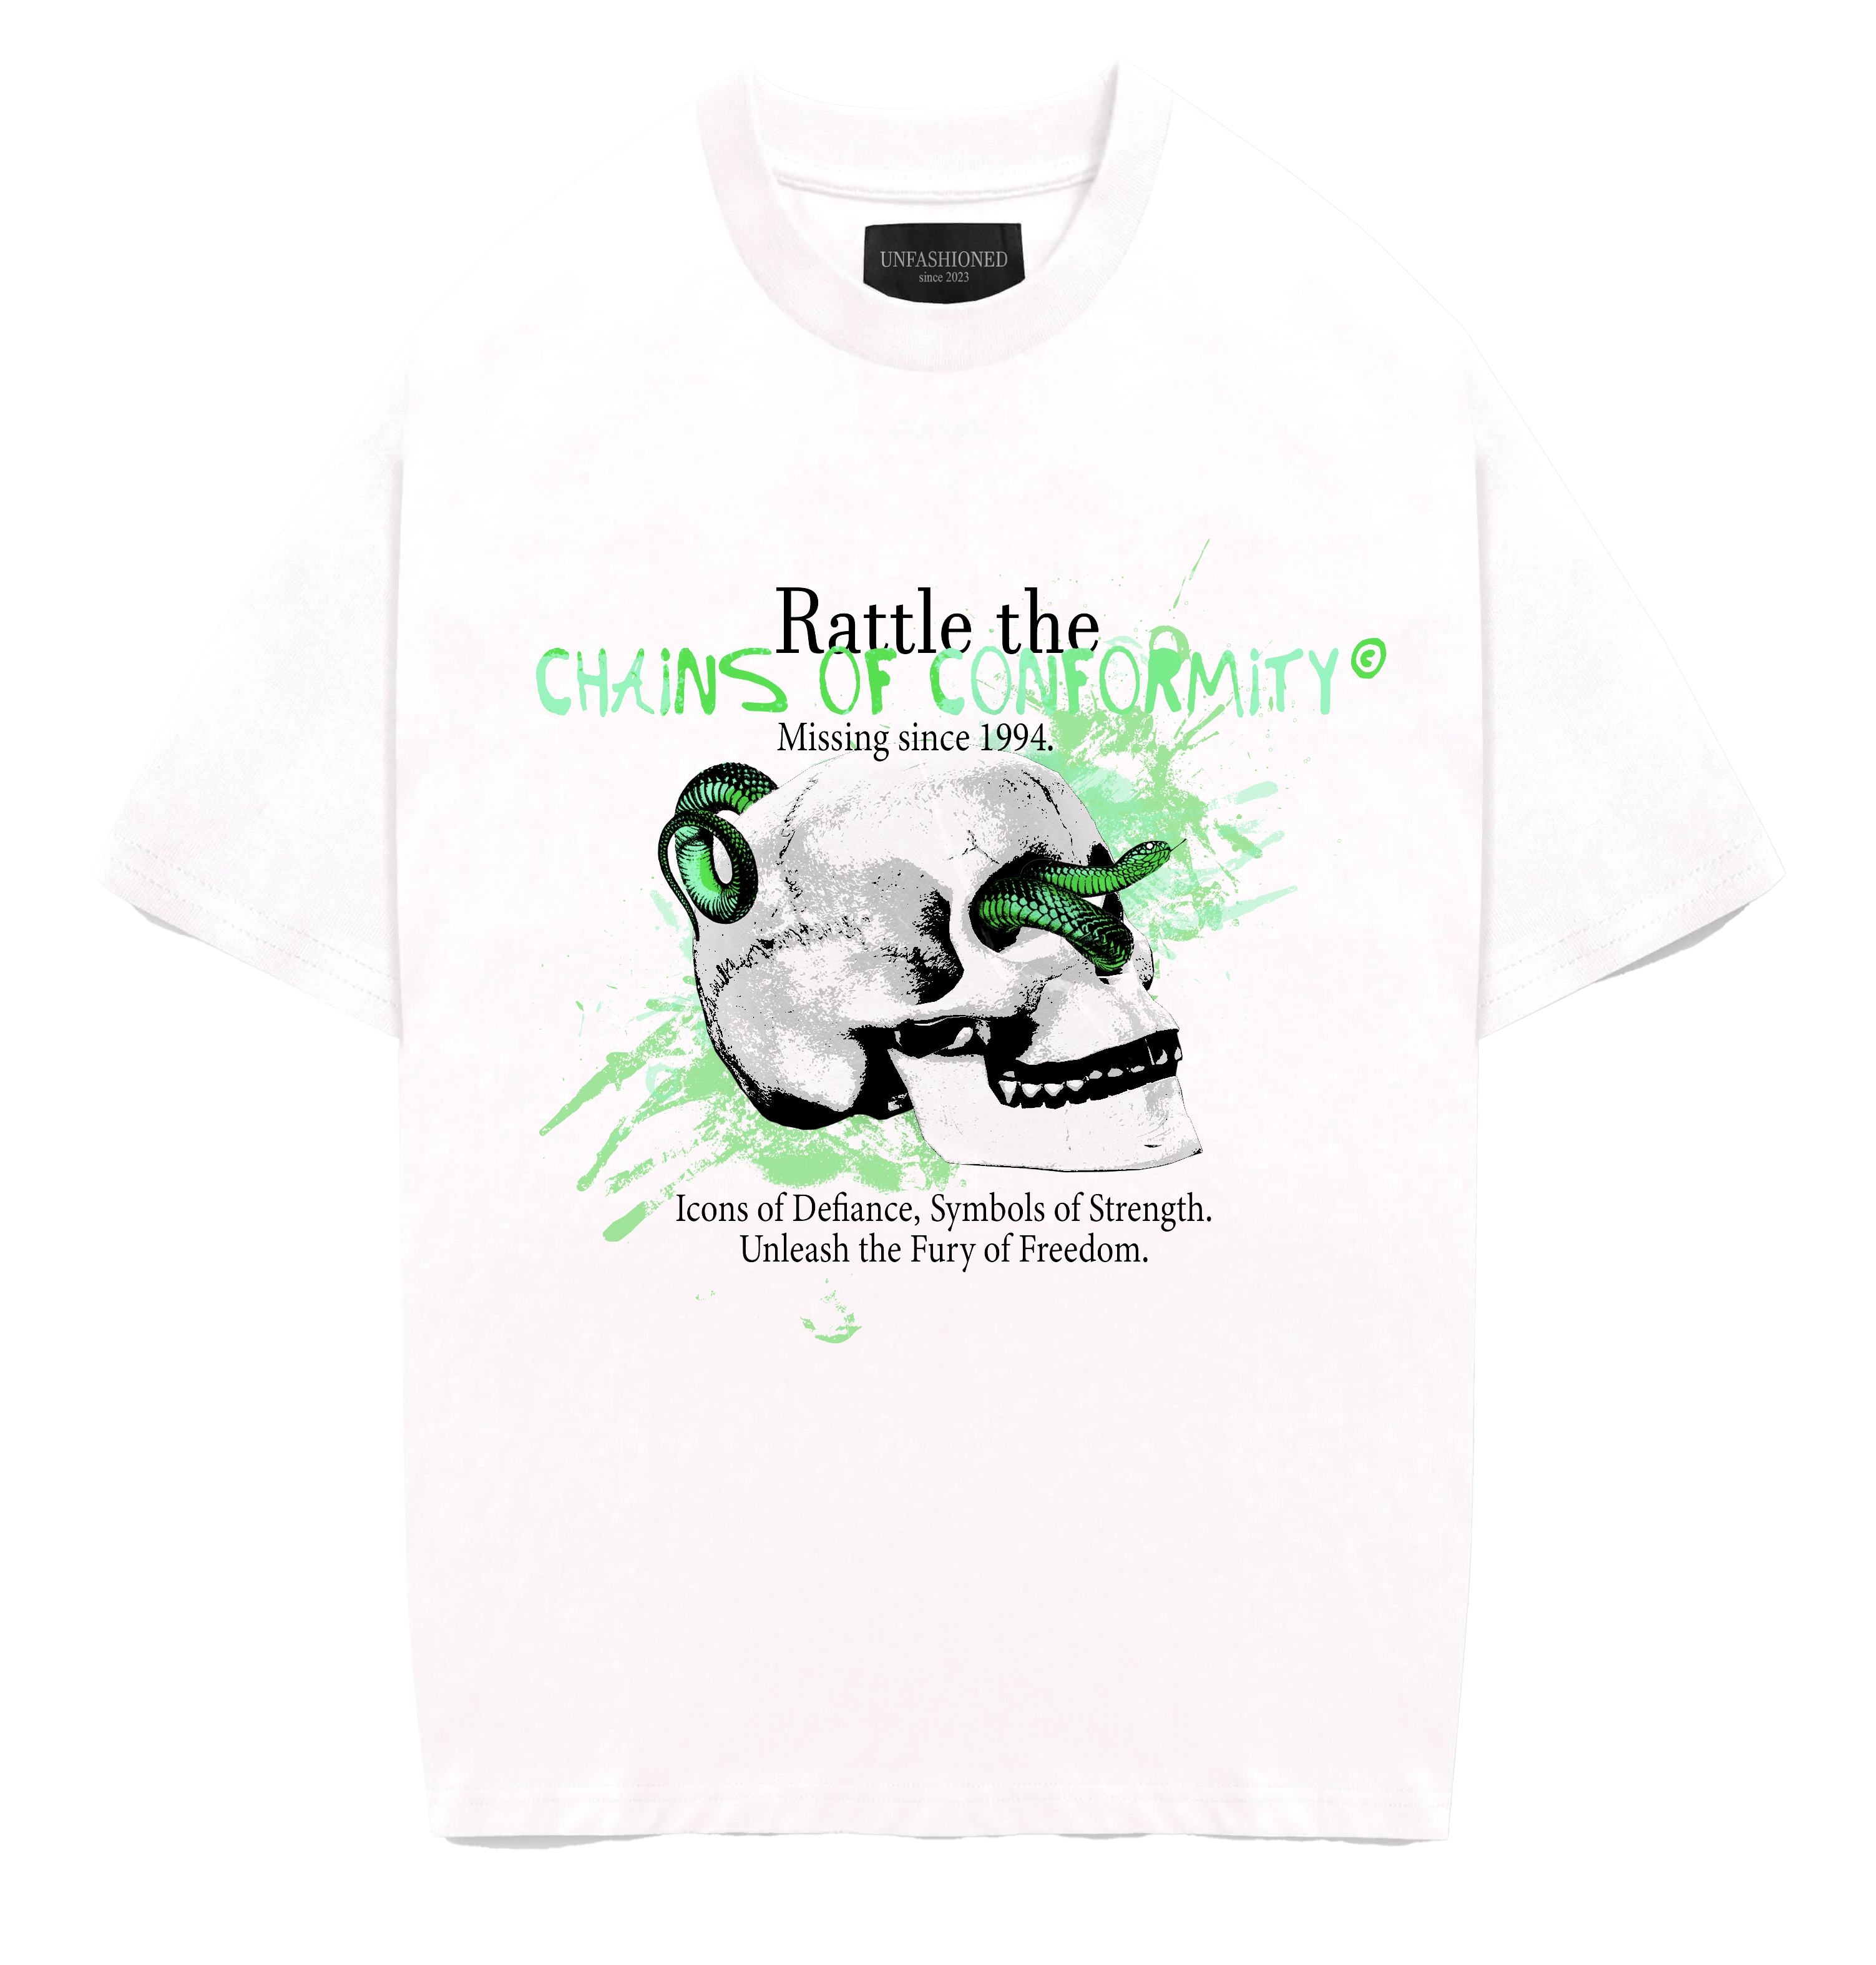 UNFASHIONED
since 2023
Rattle the
CHAiNS OF CONFORMiTY©
Missing since 1994.
Icons of Defiance, Symbols of Strength.
Unleash the Fury of Freedom.